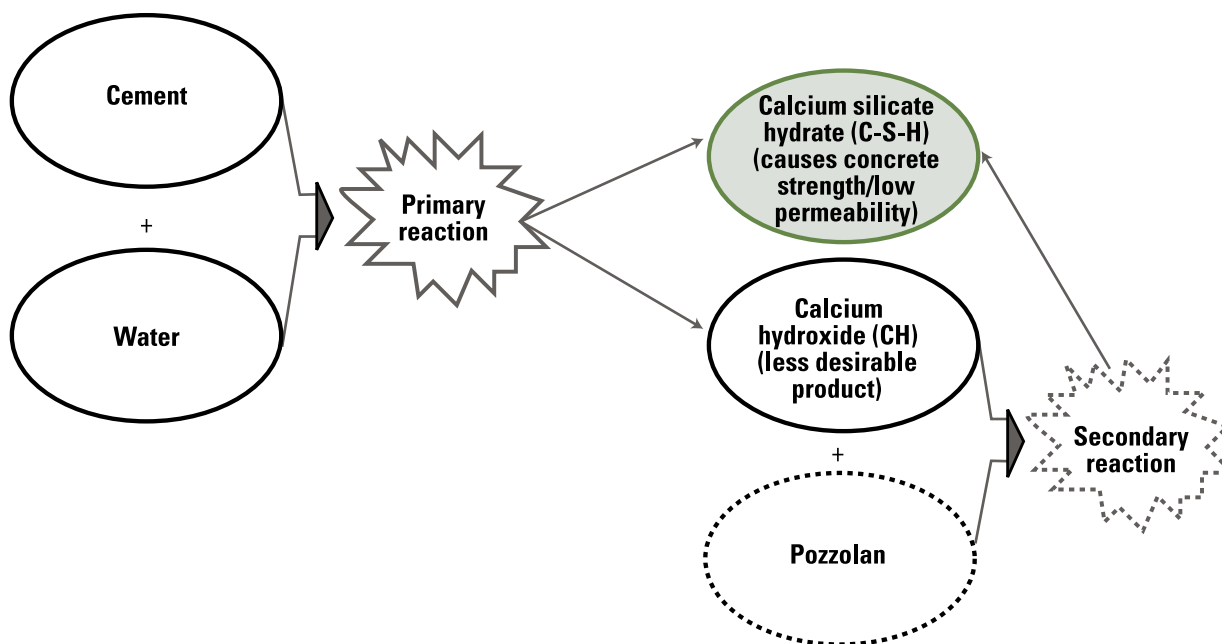 Cement
+
Water
Primary
reaction
Calcium silicate
hydrate (C-S-H)
(causes concrete
strength/low
permeability)
Calcium
hydroxide (CH)
(less desirable
product)
+
Pozzolan
Secondary
reaction